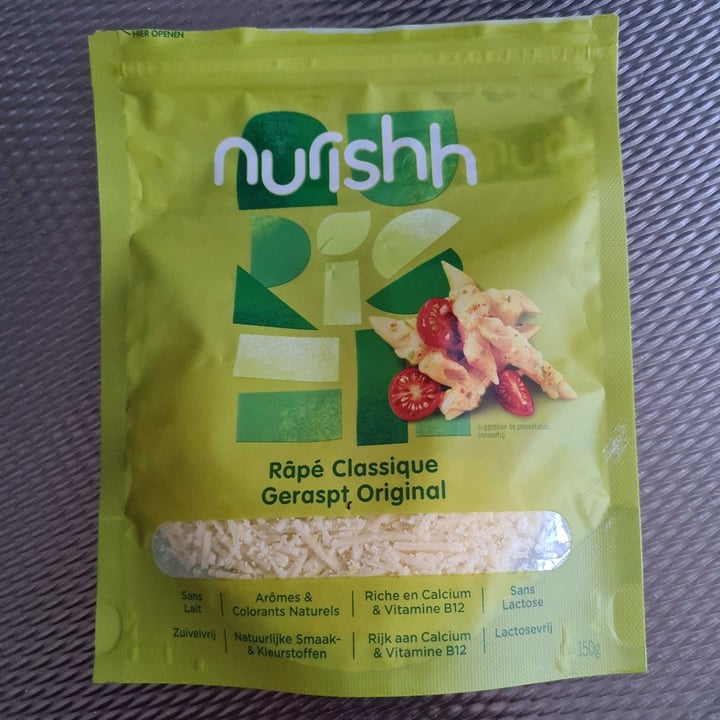 HIER OPENEN
nurishh
Râpé Classique
Geraspt Original
suggestion de présentation
serveertip
Sans
Lait
Arômes &
Colorants Naturels
Riche en Calcium
& Vitamine B12
Sans
Lactose
Zuivelvrij
Natuurlijke Smaak-
& Kleurstoffen
Rijk aan Calcium
& Vitamine B12
Lactosevrij
150g